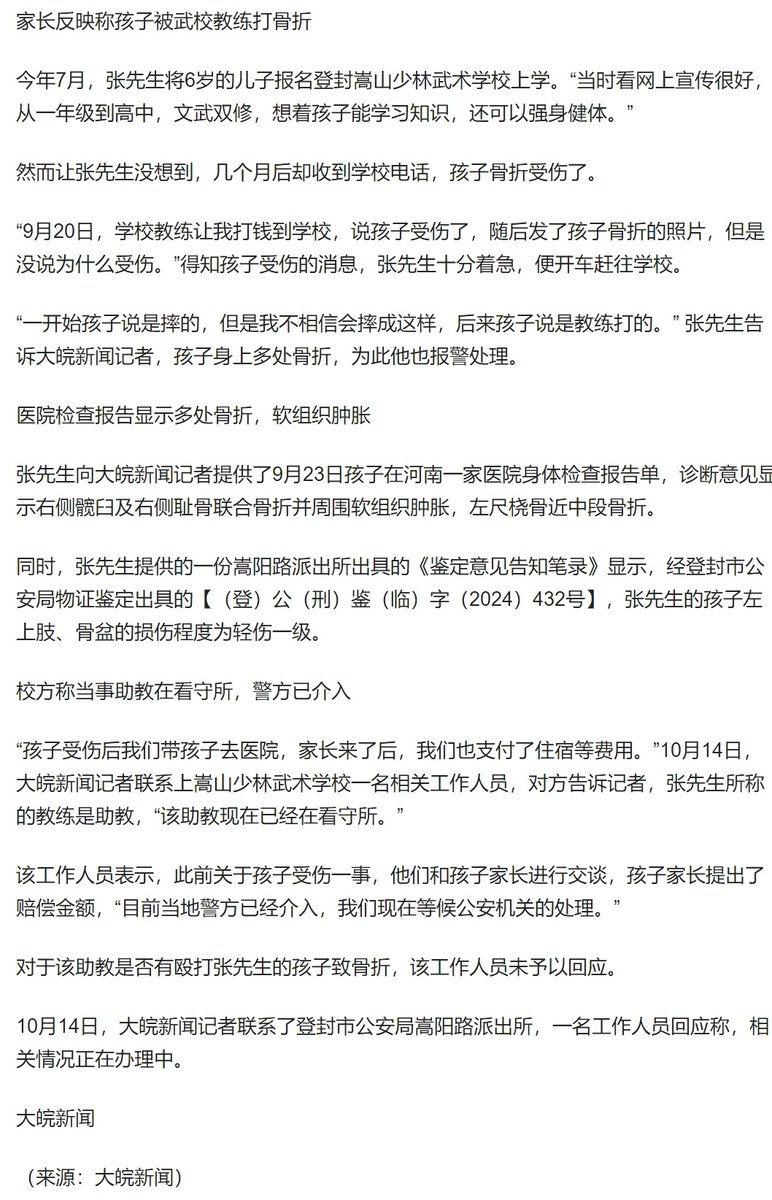 家长反映称孩子被武校教练打骨折
今年7月，张先生将6岁的儿子报名登封嵩山少林武术学校上学。“当时看网上宣传很好，
从一年级到高中，文武双修，想着孩子能学习知识，还可以强身健体。”
然而让张先生没想到，几个月后却收到学校电话，孩子骨折受伤了。
“9月20日，学校教练让我打钱到学校，说孩子受伤了，随后发了孩子骨折的照片，但是
没说为什么受伤。”得知孩子受伤的消息，张先生十分着急，便开车赶往学校。
“一开始孩子说是摔的，但是我不相信会摔成这样，后来孩子说是教练打的。” 张先生告
诉大皖新闻记者，孩子身上多处骨折，为此他也报警处理。
医院检查报告显示多处骨折，软组织肿胀
张先生向大皖新闻记者提供了9月23日孩子在河南一家医院身体检查报告单，诊断意见显
示右侧髋臼及右侧耻骨联合骨折并周围软组织肿胀，左尺桡骨近中段骨折。
同时，张先生提供的一份嵩阳路派出所出具的《鉴定意见告知笔录》显示，经登封市公
安局物证鉴定出具的【（登）公（刑）鉴（临）字（2024）432号】，张先生的孩子左
上肢、骨盆的损伤程度为轻伤一级。
校方称当事助教在看守所，警方已介入
“孩子受伤后我们带孩子去医院，家长来了后，我们也支付了住宿等费用。”10月14日，
大皖新闻记者联系上嵩山少林武术学校一名相关工作人员，对方告诉记者，张先生所称
的教练是助教，“该助教现在已经在看守所。”
该工作人员表示，此前关于孩子受伤一事，他们和孩子家长进行交谈，孩子家长提出了
赔偿金额，“目前当地警方已经介入，我们现在等候公安机关的处理。”
对于该助教是否有殴打张先生的孩子致骨折，该工作人员未予以回应。
10月14日，大皖新闻记者联系了登封市公安局嵩阳路派出所，一名工作人员回应称，相
关情况正在办理中。
大皖新闻
（来源：大皖新闻）